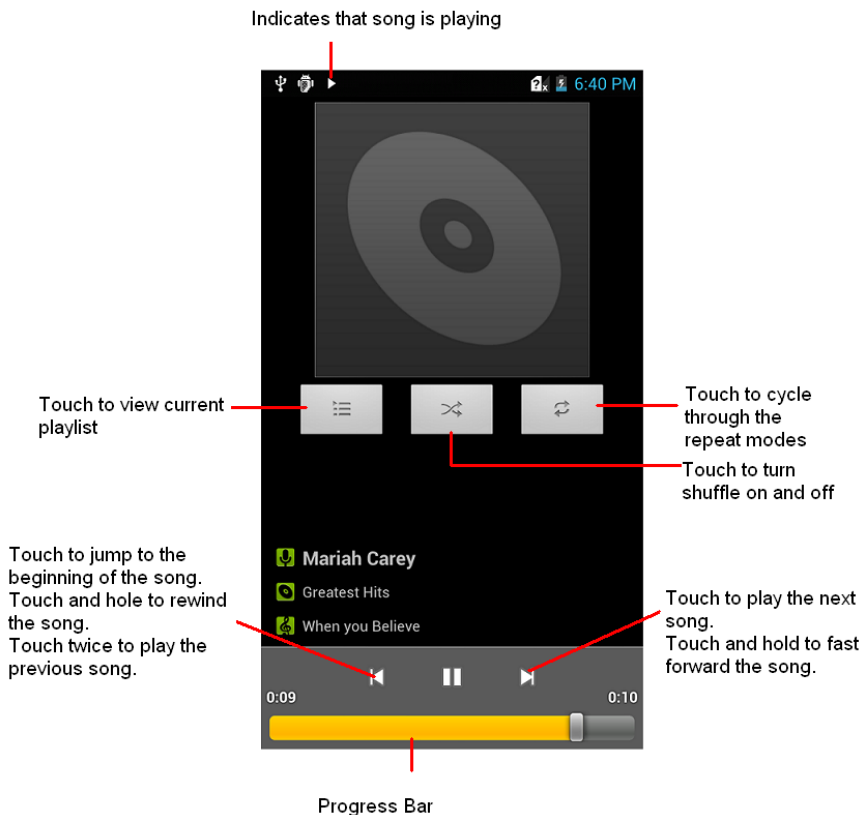 Indicates that song is playing
6:40 PM
Touch to view current
playlist
Touch to cycle
through the
repeat modes
Touch to turn
shuffle on and off
Mariah Carey
Greatest Hits
When you Believe
Touch to jump to the
beginning of the song.
Touch and hole to rewind
the song.
Touch twice to play the
previous song.
Touch to play the next
song.
Touch and hold to fast
forward the song.
0:09
0:10
Progress Bar